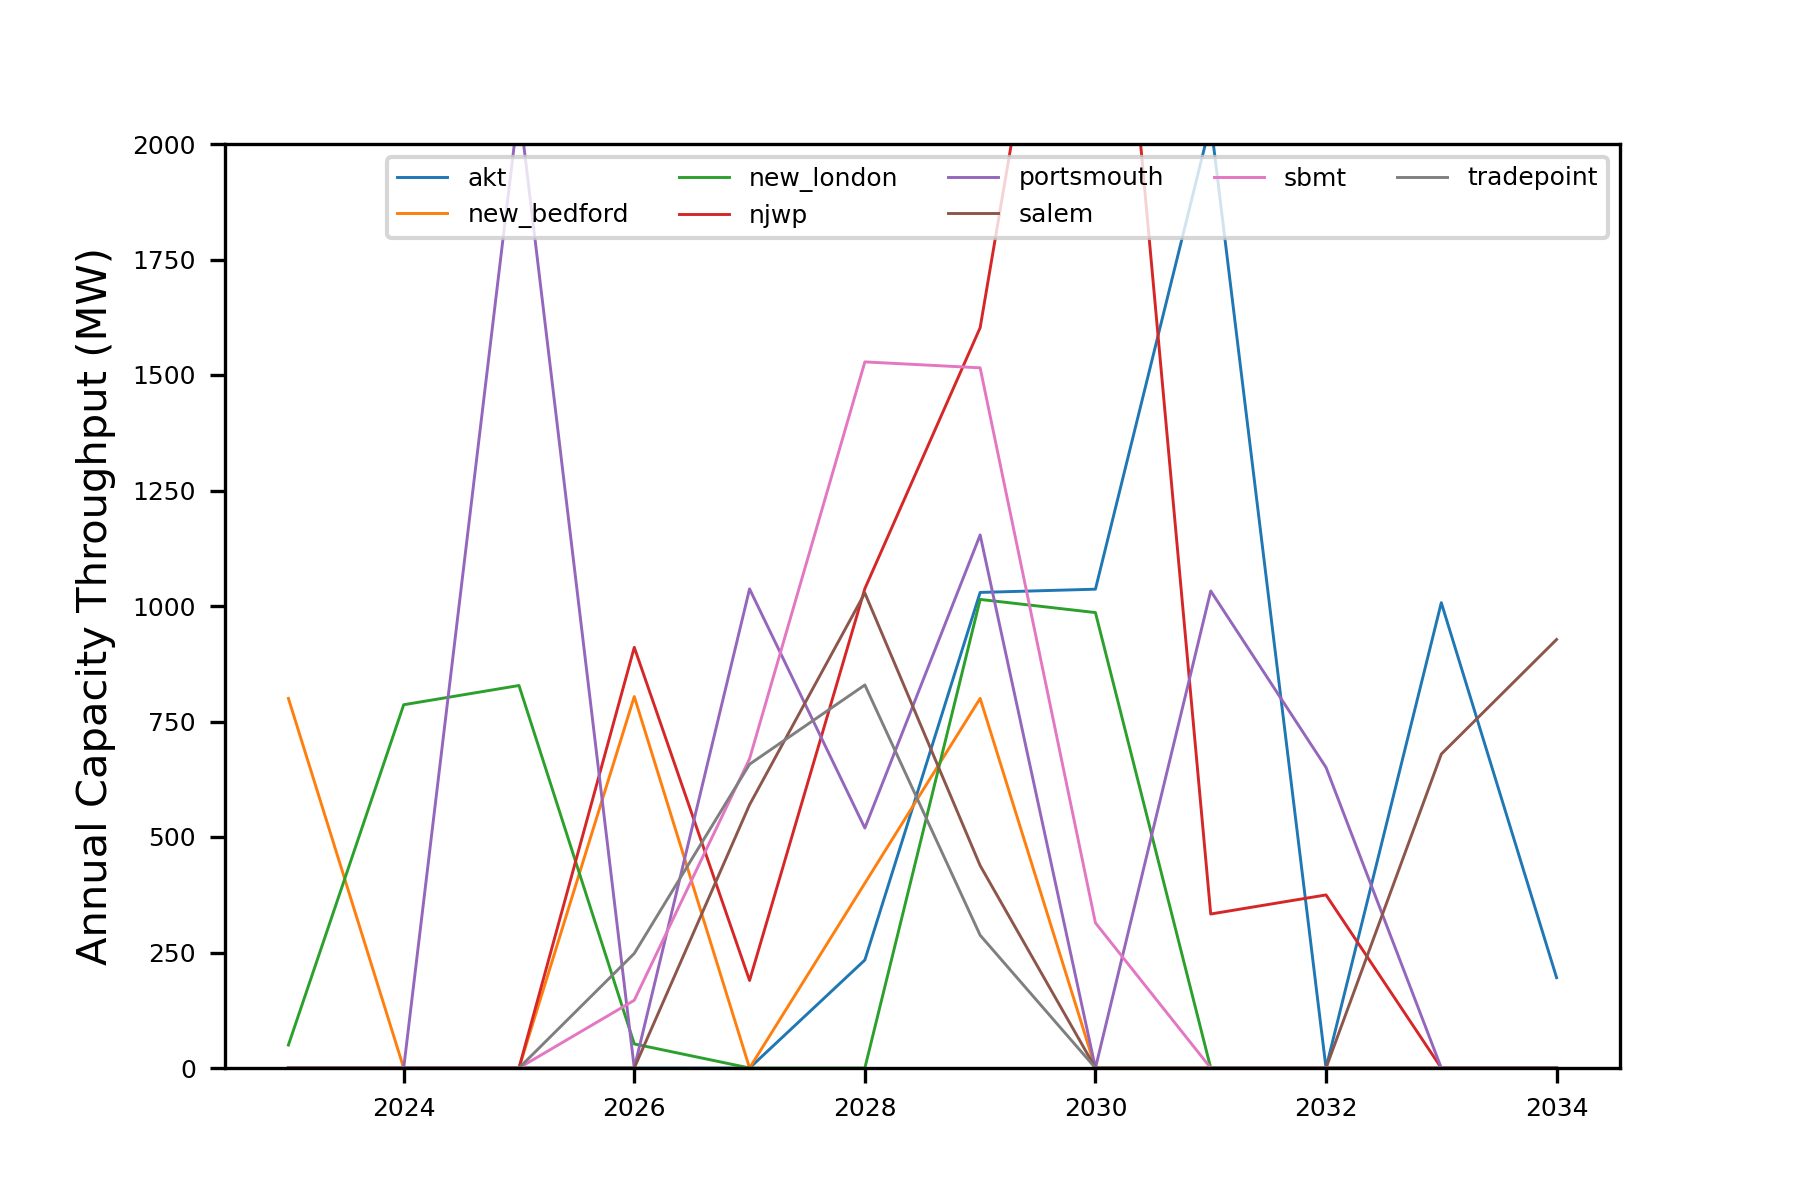 2000
1750
1500
1250
1000
750
500
250
0
Annual Capacity Throughput (MW)
akt
new_bedford
new_london
njwp
portsmouth
salem
sbmt
tradepoint
2024 2026 2028 2030 2032 2034